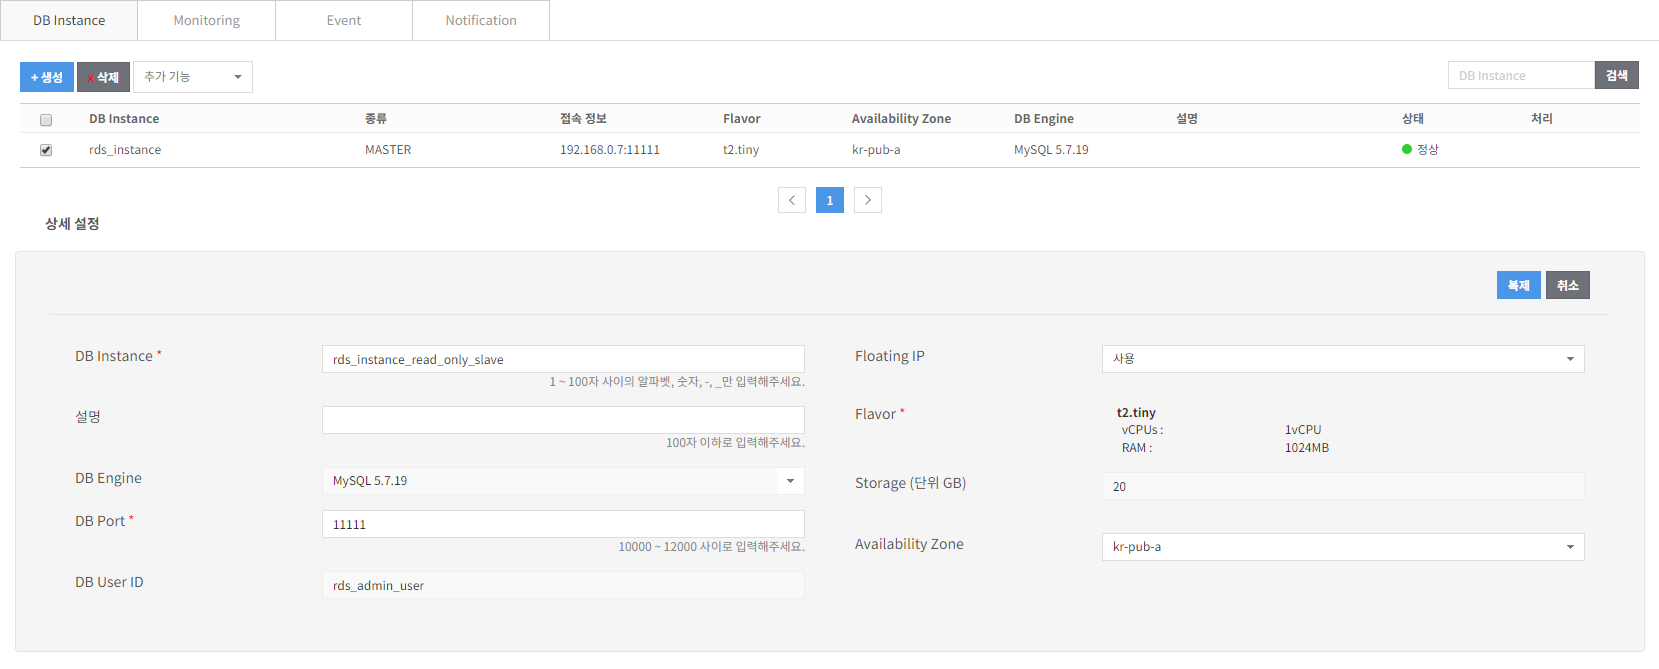 DB Instance Monitoring Event Notification
+ 생성 x 삭제 추가 기능 DB Instance 검색
DB Instance 종류 접속 정보 Flavor Availability Zone DB Engine 설명 상태 처리
rds_instance MASTER 192.168.0.7:11111 t2.tiny kr-pub-a MySQL 5.7.19 정상
< 1 >
상세 설정
복제 취소
DB Instance * rds_instance_read_only_slave
1 ~ 100자 사이의 알파벳, 숫자, -, _만 입력해주세요.
설명
100자 이하로 입력해주세요.
DB Engine MySQL 5.7.19
DB Port * 11111
10000 ~ 12000 사이로 입력해주세요.
DB User ID rds_admin_user
Floating IP 사용
Flavor * t2.tiny
vCPUs : 1vCPU
RAM : 1024MB
Storage (단위 GB) 20
Availability Zone kr-pub-a